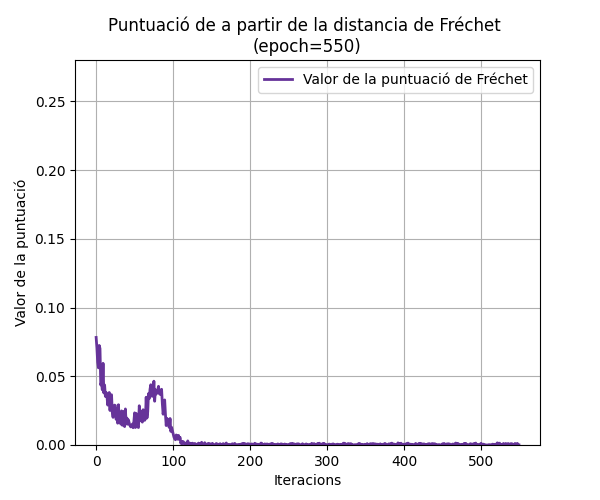 Puntuació de a partir de la distancia de Fréchet
(epoch=550)
Valor de la puntuació de Fréchet
Valor de la puntuació
0.25
0.20
0.15
0.10
0.05
0.00
0 100 200 300 400 500
Iteracions